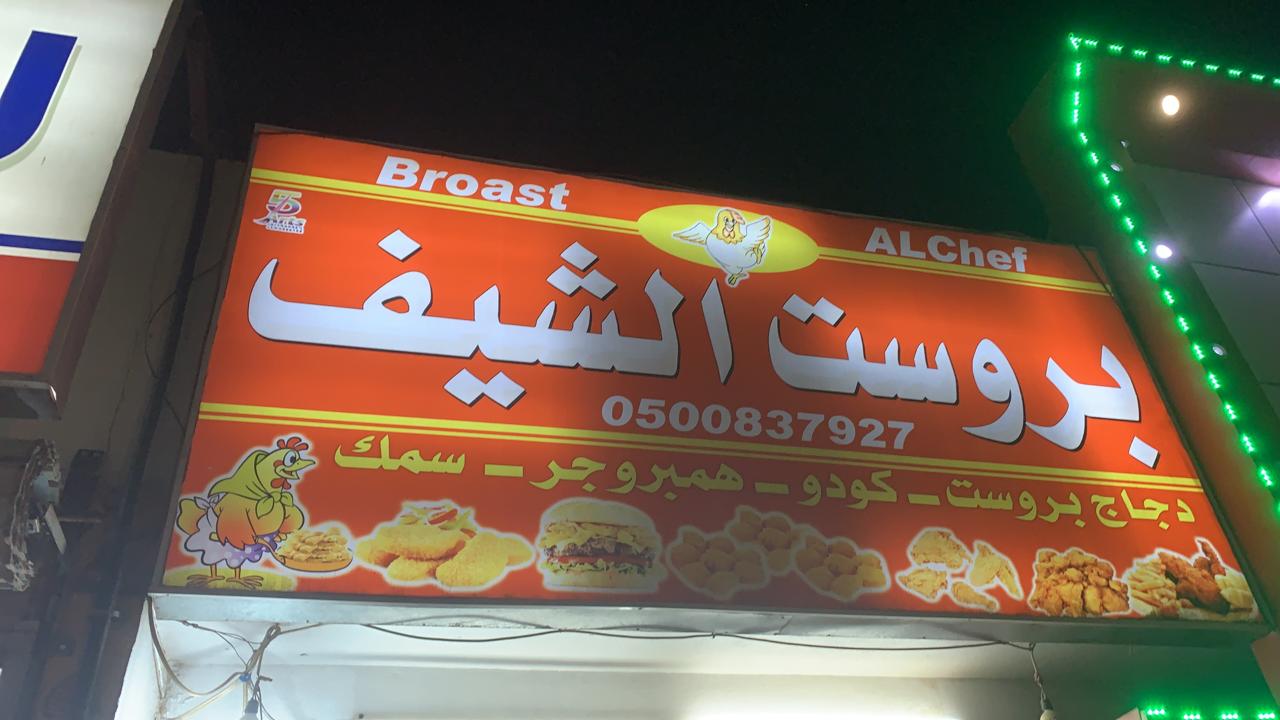 Broast ALChef
بروست الشيف
0500837927
دجاج بروست - كودو - همبروجر - سمك